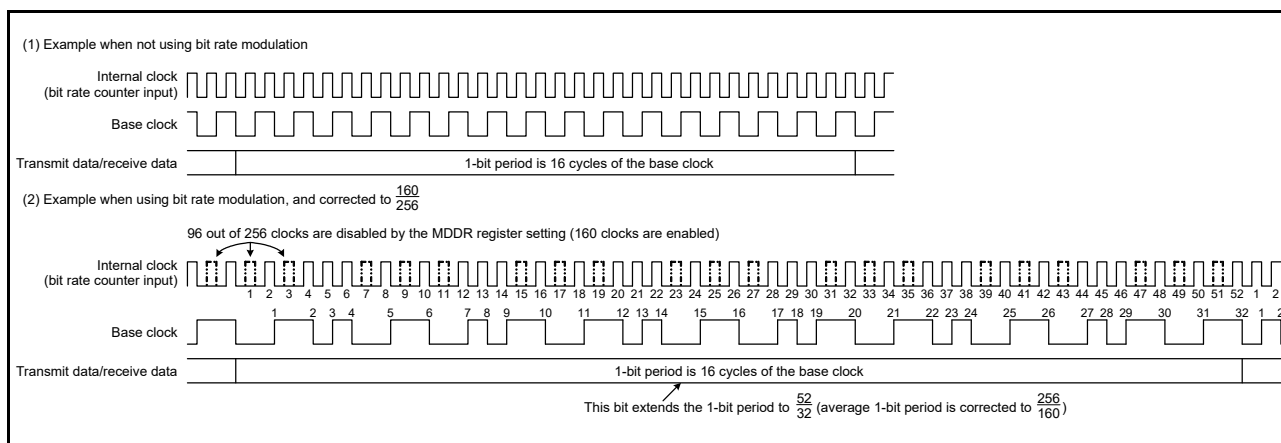 (1) Example when not using bit rate modulation
Internal clock
(bit rate counter input)
Base clock
Transmit data/receive data
1-bit period is 16 cycles of the base clock
(2) Example when using bit rate modulation, and corrected to 160/256
96 out of 256 clocks are disabled by the MDDR register setting (160 clocks are enabled)
Internal clock
(bit rate counter input)
1 2 3 4 5 6 7 8 9 10 11 12 13 14 15 16 17 18 19 20 21 22 23 24 25 26 27 28 29 30 31 32 33 34 35 36 37 38 39 40 41 42 43 44 45 46 47 48 49 50 51 52 1 2
1 2 3 4 5 6 7 8 9 10 11 12 13 14 15 16 17 18 19 20 21 22 23 24 25 26 27 28 29 30 31 32 1 2
Base clock
Transmit data/receive data
1-bit period is 16 cycles of the base clock
This bit extends the 1-bit period to 52/32 (average 1-bit period is corrected to 256/160)